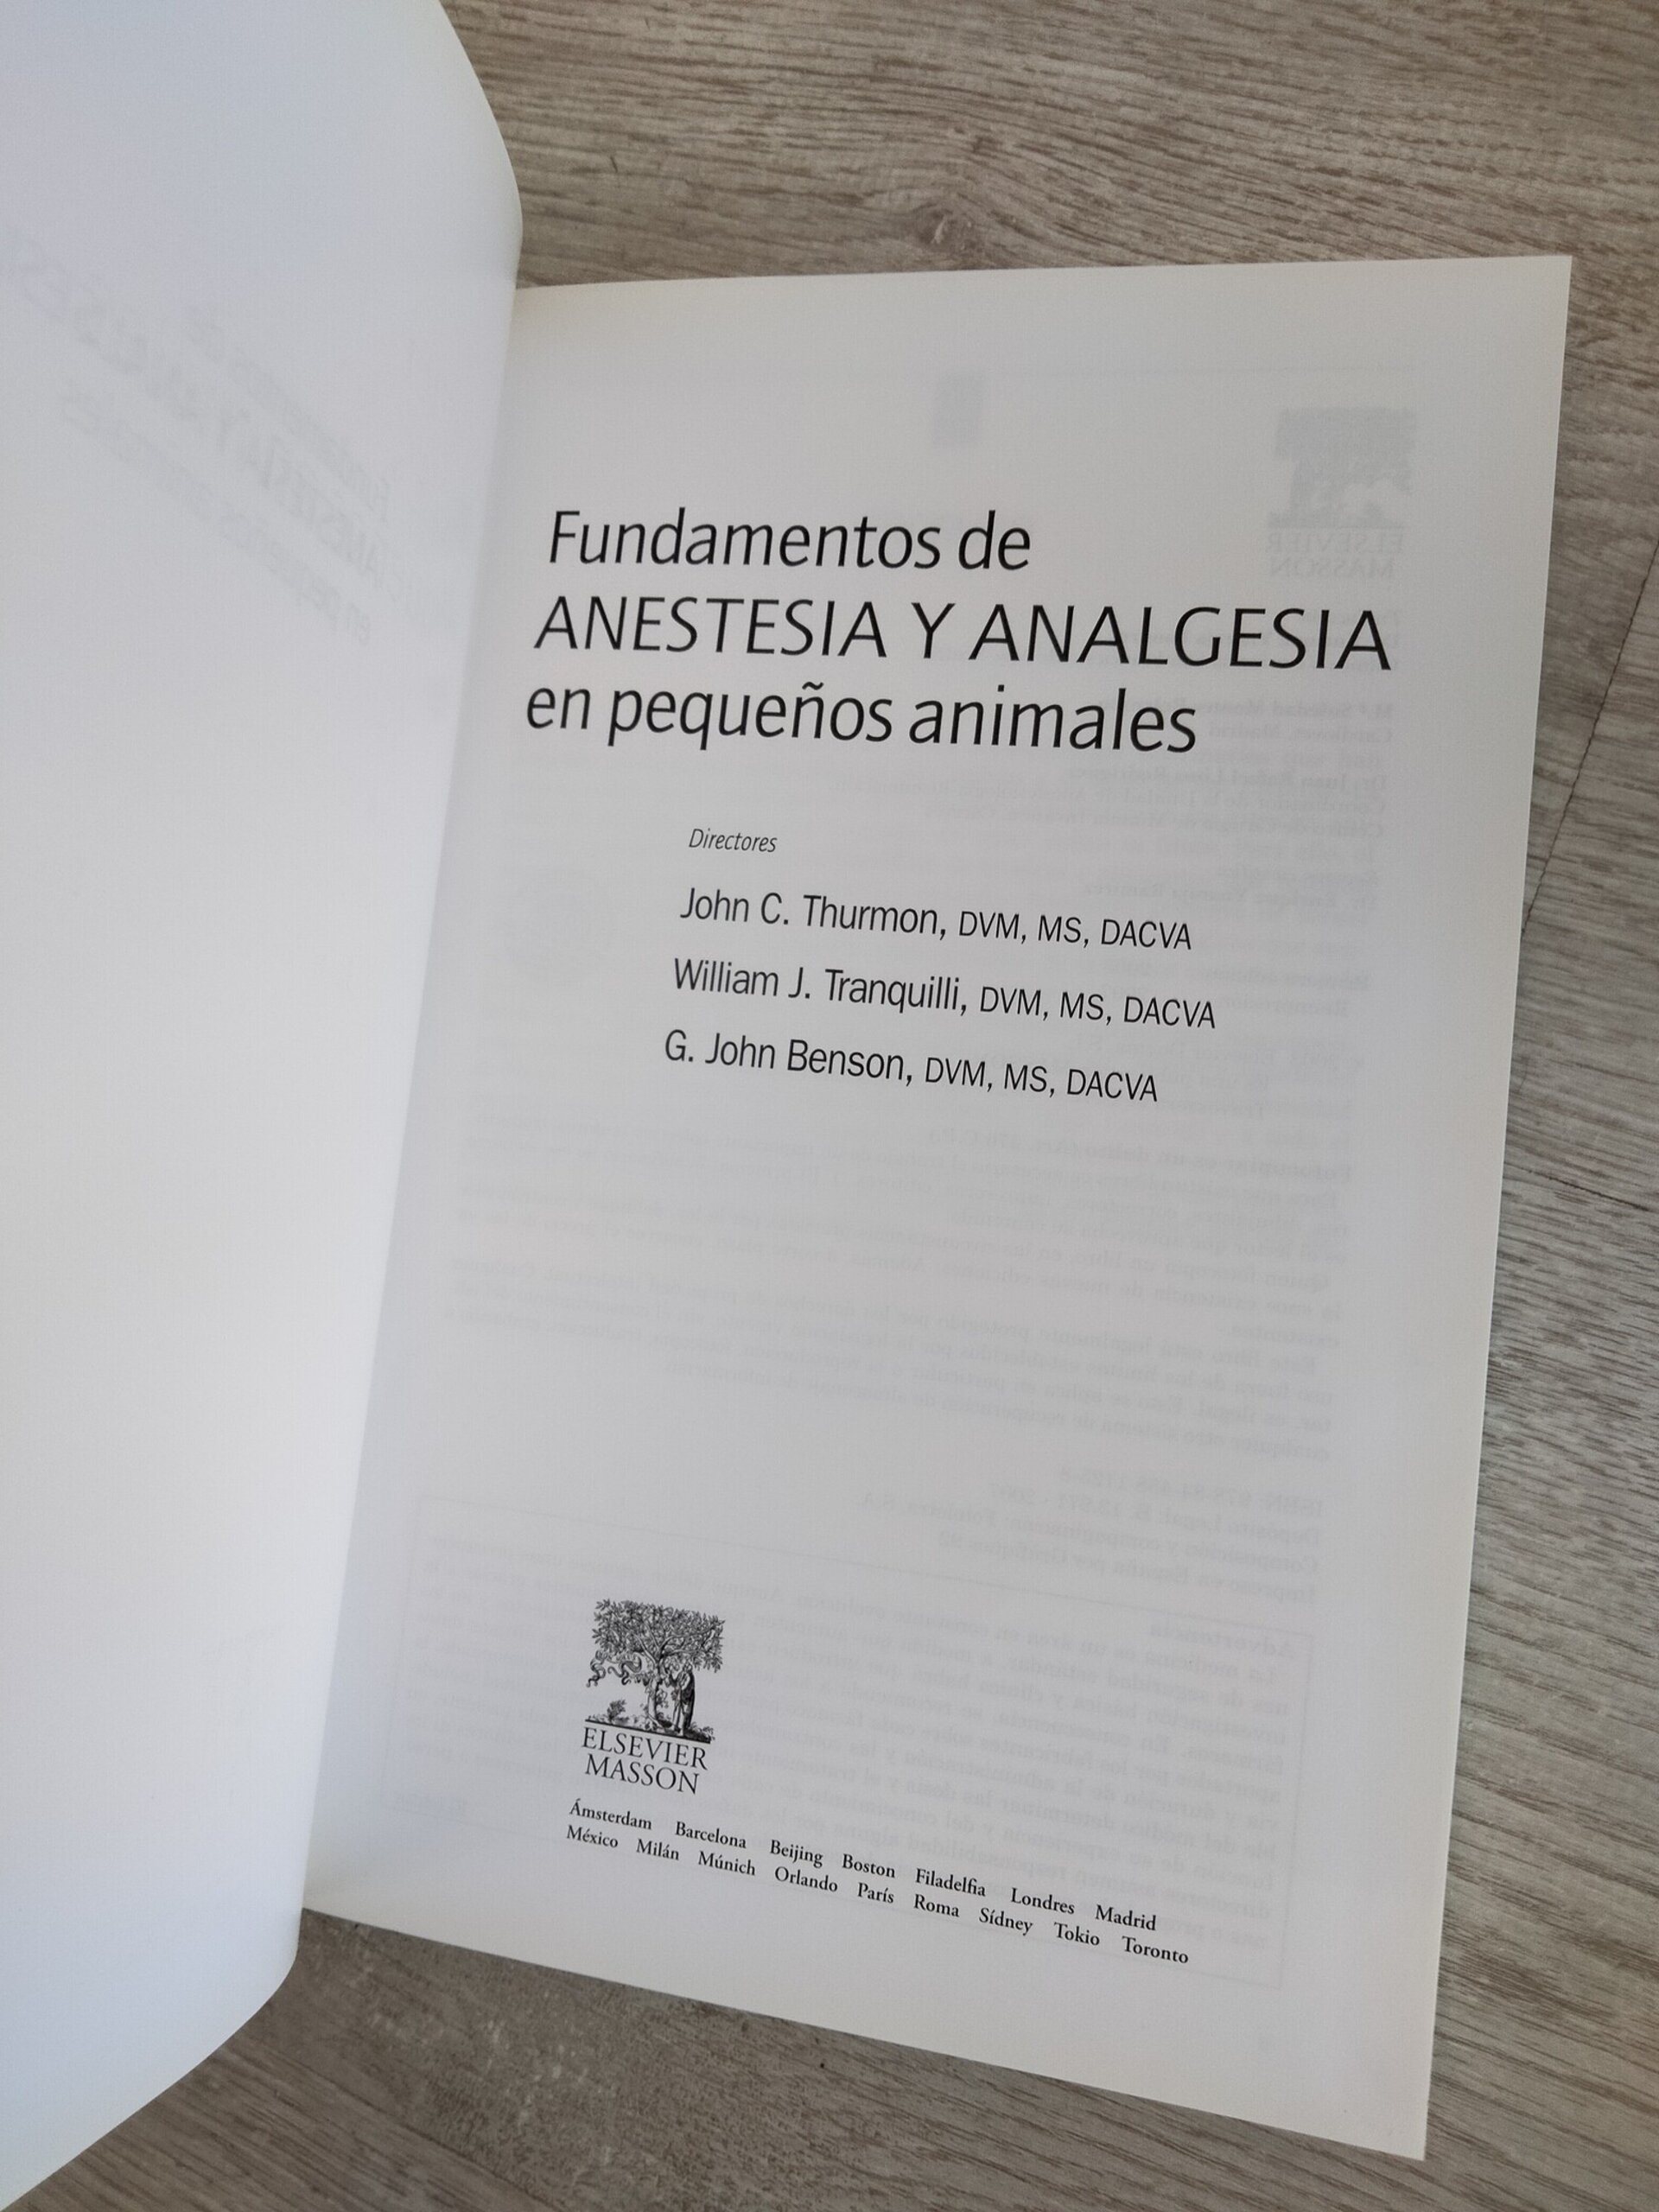 Fundamentos de
ANESTESIA Y ANALGESIA
en pequeños animales
Directores
John C. Thurmon, DVM, MS, DACVA
William J. Tranquilli, DVM, MS, DACVA
G. John Benson, DVM, MS, DACVA
ELSEVIER
MASSON
Ámsterdam Barcelona Beijing Boston Filadelfia Londres Madrid
México Milán Múnich Orlando París Roma Sídney Tokio Toronto